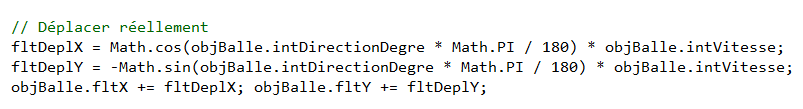 // Déplacer réellement
fltDeplX = Math.cos(objBalle.intDirectionDegre * Math.PI / 180) * objBalle.intVitesse;
fltDeplY = -Math.sin(objBalle.intDirectionDegre * Math.PI / 180) * objBalle.intVitesse;
objBalle.fltX += fltDeplX; objBalle.fltY += fltDeplY;